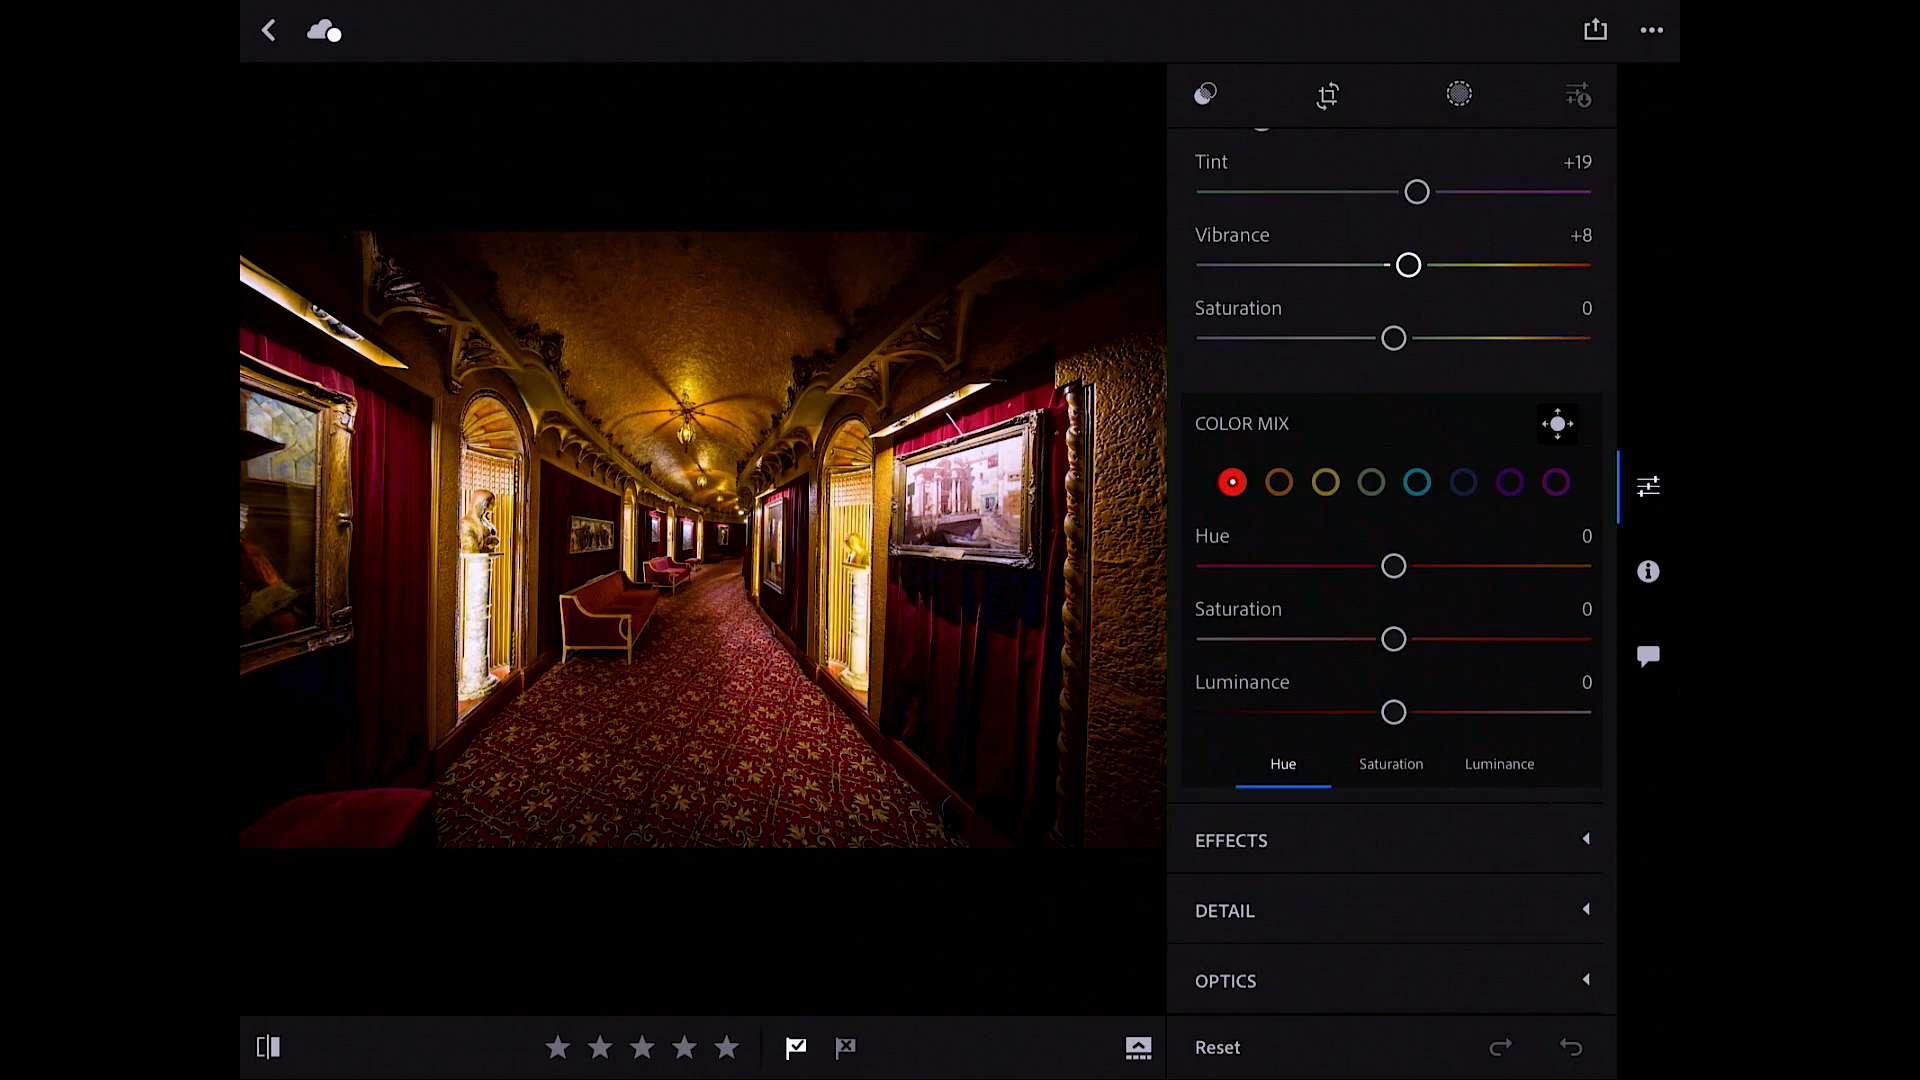 Tint +19
Vibrance +8
Saturation 0
COLOR MIX
Hue 0
Saturation 0
Luminance 0
Hue Saturation Luminance
EFFECTS
DETAIL
OPTICS
Reset